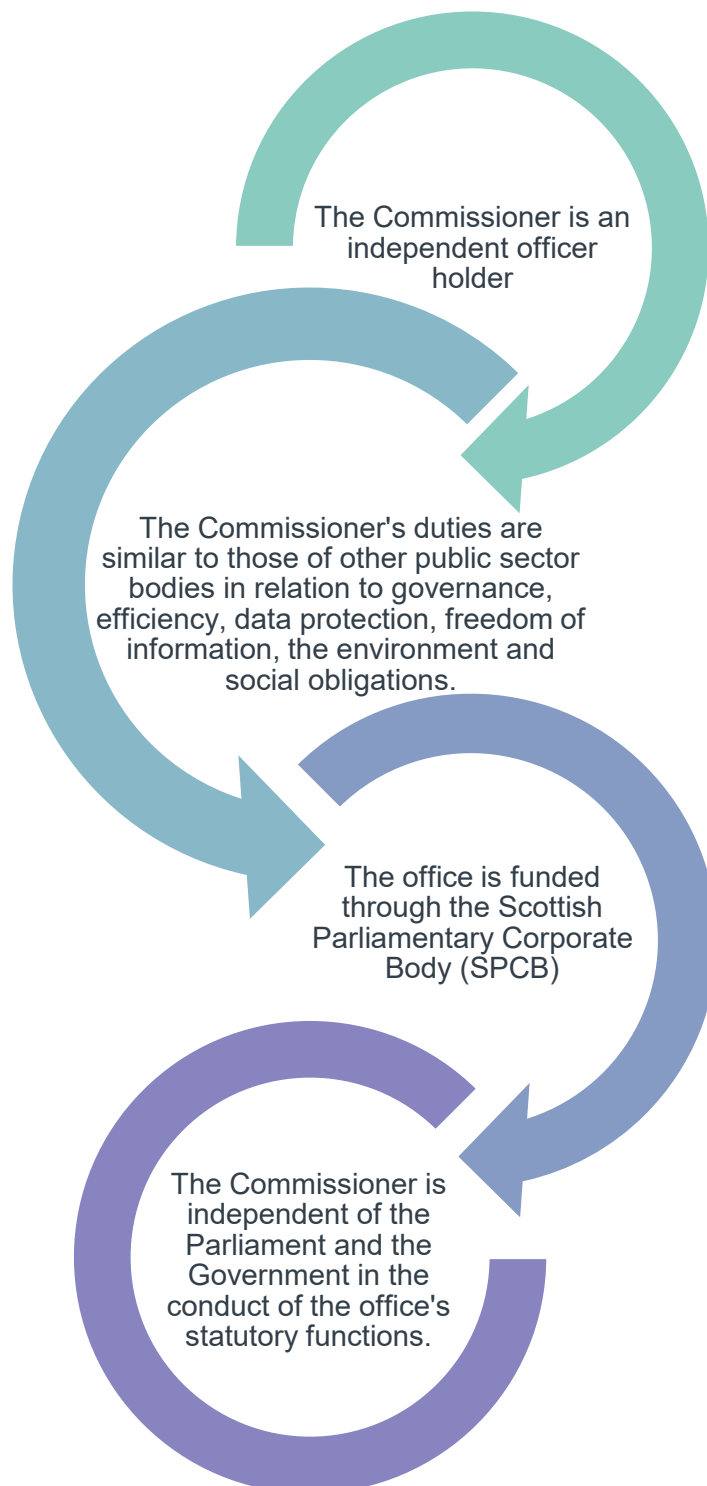 The Commissioner is an
independent officer
holder
The Commissioner's duties are
similar to those of other public sector
bodies in relation to governance,
efficiency, data protection, freedom of
information, the environment and
social obligations.
The office is funded
through the Scottish
Parliamentary Corporate
Body (SPCB)
The Commissioner is
independent of the
Parliament and the
Government in the
conduct of the office's
statutory functions.